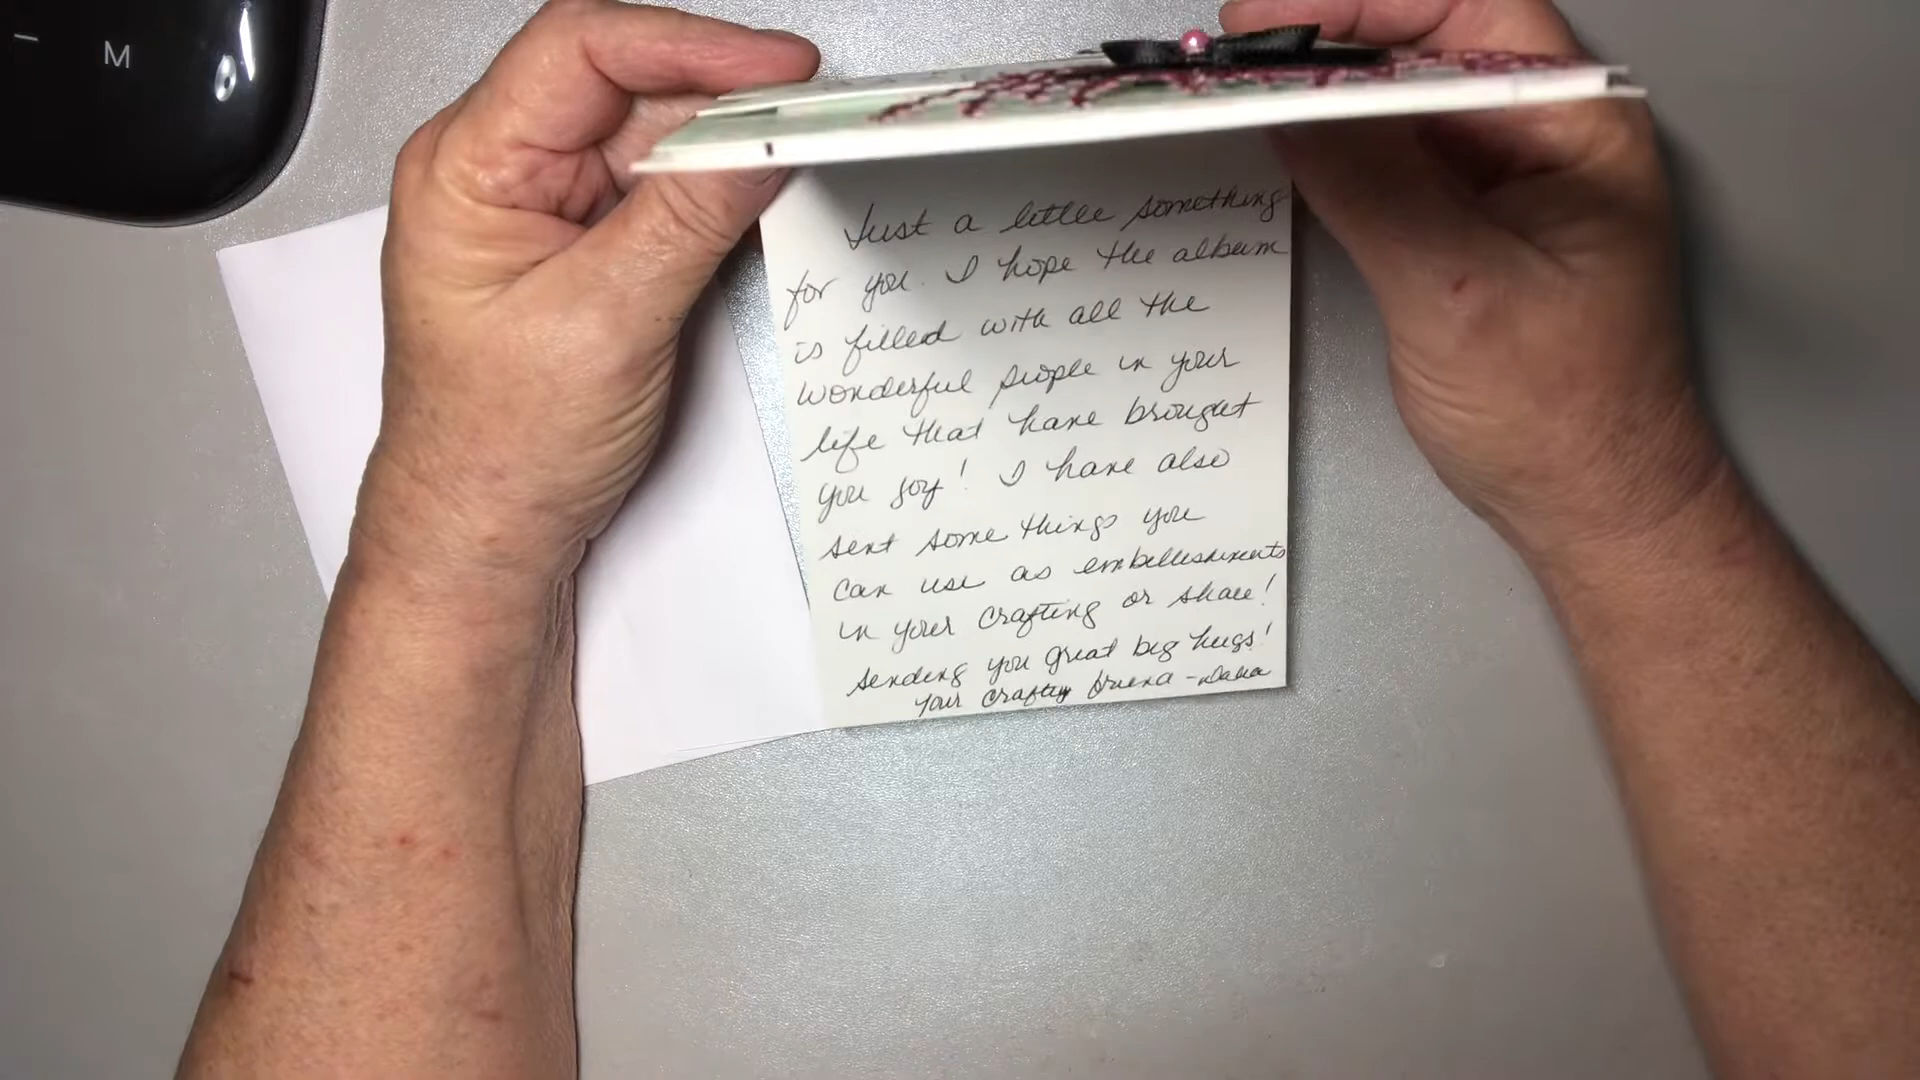 M
Just a little something
for you. I hope the album
is filled with all the
wonderful people in your
life that have brought
you joy! I have also
sent some things you
can use as embellishments
in your crafting or share!
Sending you great big hugs!
Your crafty friend -Dana